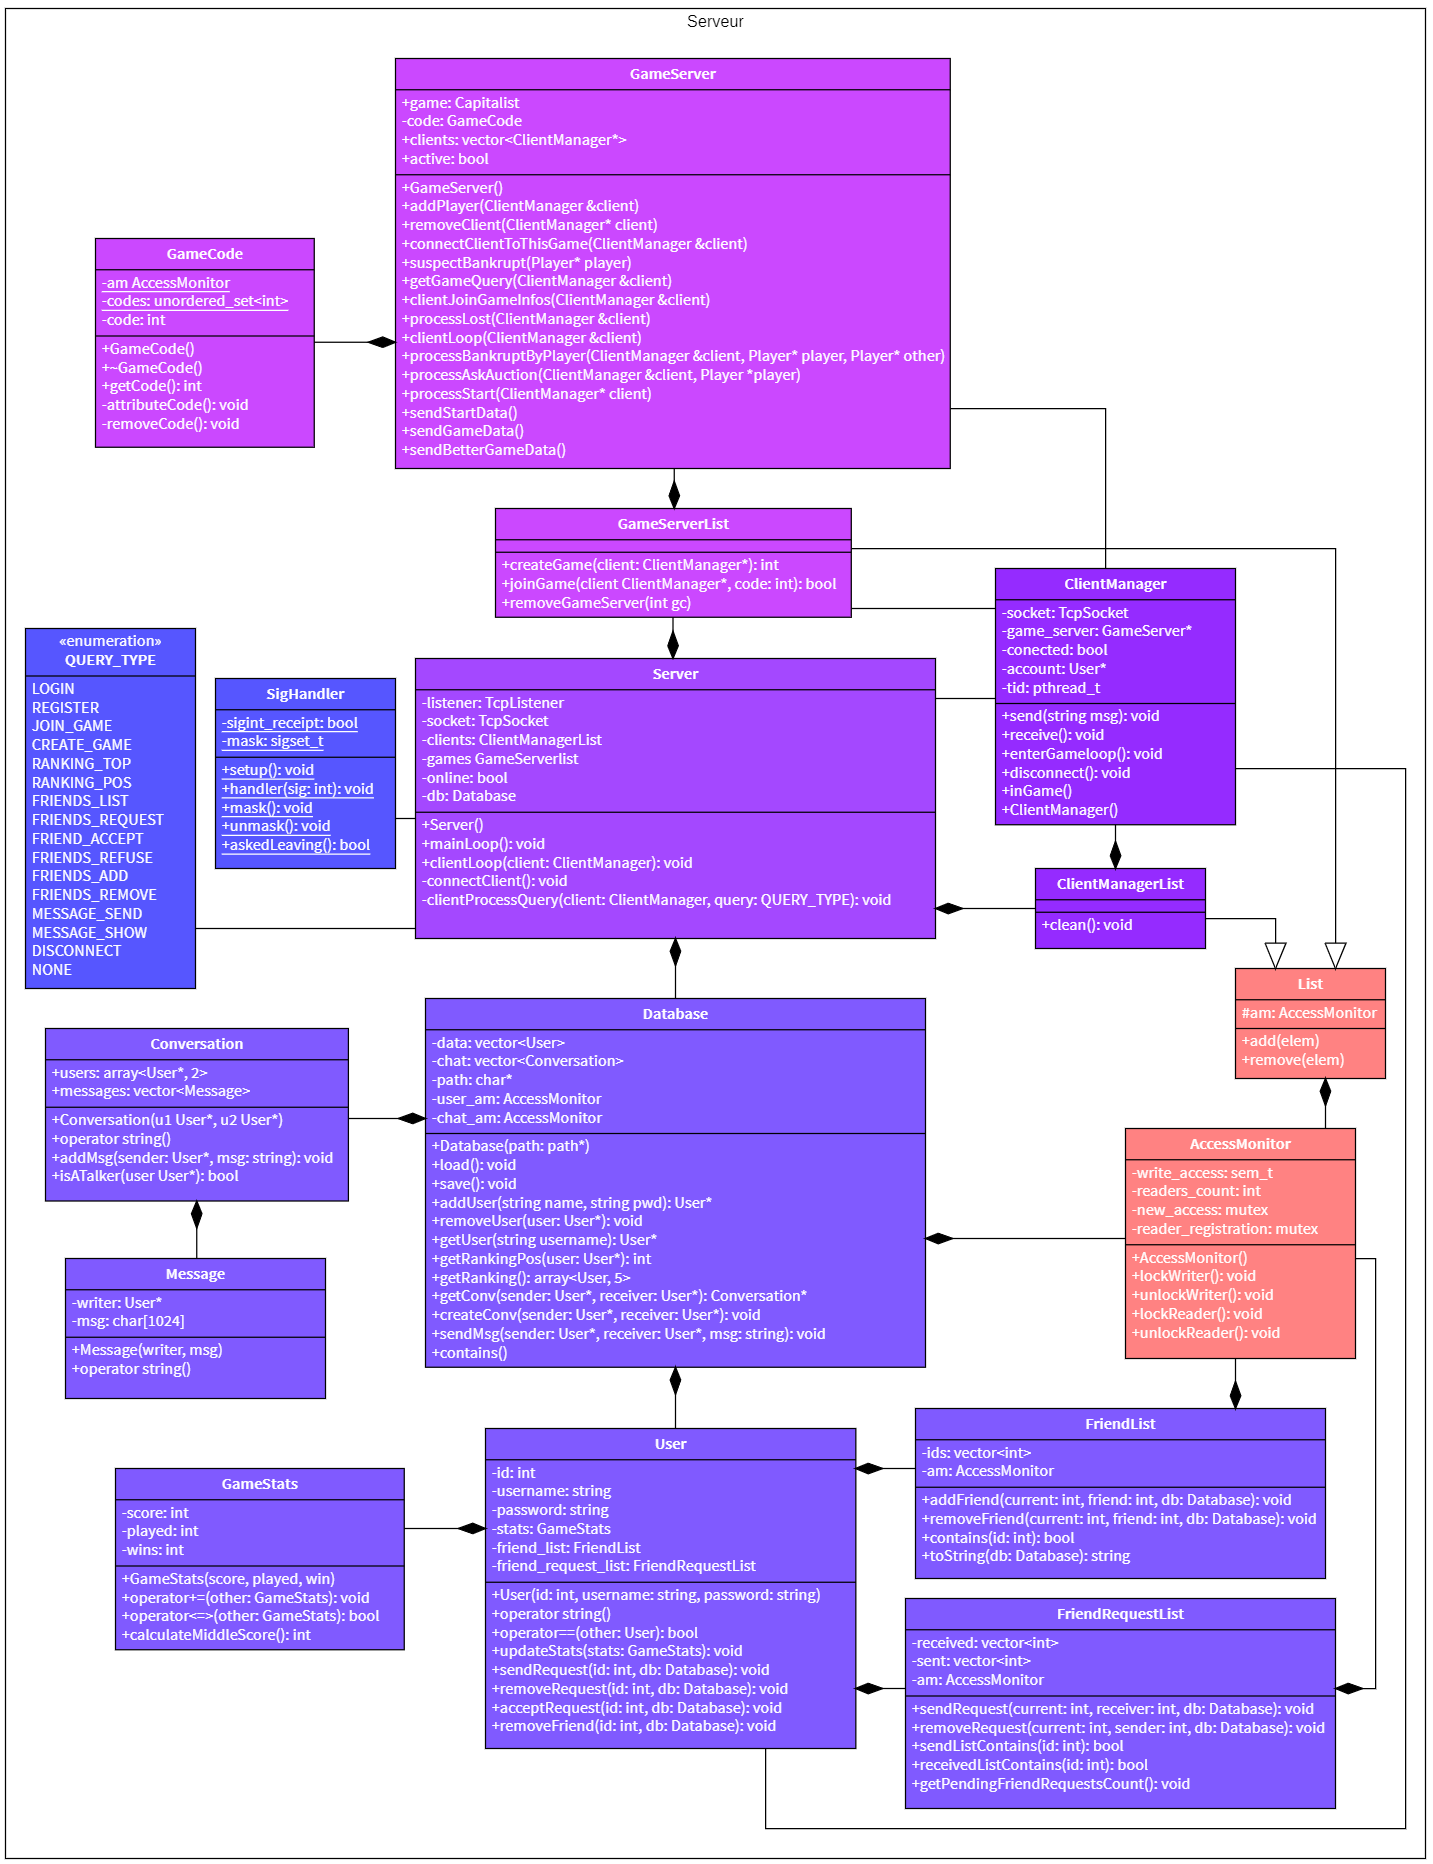 Serveur
GameServer
+game: Capitalist
-code: GameCode
+clients: vector<ClientManager*>
+active: bool
+GameServer()
+addPlayer(ClientManager &client)
+removeClient(ClientManager* client)
+connectClientToThisGame(ClientManager &client)
+suspectBankrupt(Player* player)
+getGameQuery(ClientManager &client)
+clientJoinGameInfos(ClientManager &client)
+processLost(ClientManager &client)
+clientLoop(ClientManager &client)
+processBankruptByPlayer(ClientManager &client, Player* player, Player* other)
+processAskAuction(ClientManager &client, Player *player)
+processStart(ClientManager* client)
+sendStartData()
+sendGameData()
+sendBetterGameData()
GameCode
-am AccessMonitor
-codes: unordered_set<int>
-code: int
+GameCode()
+~GameCode()
+getCode(): int
-attributeCode(): void
-removeCode(): void
GameServerList
+createGame(client: ClientManager*): int
+joinGame(client ClientManager*, code: int): bool
+removeGameServer(int gc)
ClientManager
-socket: TcpSocket
-game_server: GameServer*
-conected: bool
-account: User*
-tid: pthread_t
+send(string msg): void
+receive(): void
+enterGameloop(): void
+disconnect(): void
+inGame()
+ClientManager()
«enumeration»
QUERY_TYPE
LOGIN
REGISTER
JOIN_GAME
CREATE_GAME
RANKING_TOP
RANKING_POS
FRIENDS_LIST
FRIENDS_REQUEST
FRIEND_ACCEPT
FRIENDS_REFUSE
FRIENDS_ADD
FRIENDS_REMOVE
MESSAGE_SEND
MESSAGE_SHOW
DISCONNECT
NONE
SigHandler
-sigint_receipt: bool
-mask: sigset_t
+setup(): void
+handler(sig: int): void
+mask(): void
+unmask(): void
+askedLeaving(): bool
Server
-listener: TcpListener
-socket: TcpSocket
-clients: ClientManagerList
-games GameServerlist
-online: bool
-db: Database
+Server()
+mainLoop(): void
+clientLoop(client: ClientManager): void
-connectClient(): void
-clientProcessQuery(client: ClientManager, query: QUERY_TYPE): void
ClientManagerList
+clean(): void
List
#am: AccessMonitor
+add(elem)
+remove(elem)
Database
-data: vector<User>
-chat: vector<Conversation>
-path: char*
-user_am: AccessMonitor
-chat_am: AccessMonitor
+Database(path: path*)
+load(): void
+save(): void
+addUser(string name, string pwd): User*
+removeUser(user: User*): void
+getUser(string username): User*
+getRankingPos(user: User*): int
+getRanking(): array<User, 5>
+getConv(sender: User*, receiver: User*): Conversation*
+createConv(sender: User*, receiver: User*): void
+sendMsg(sender: User*, receiver: User*, msg: string): void
+contains()
Conversation
+users: array<User*, 2>
+messages: vector<Message>
+Conversation(u1 User*, u2 User*)
+operator string()
+addMsg(sender: User*, msg: string): void
+isATalker(user User*): bool
Message
-writer: User*
-msg: char[1024]
+Message(writer, msg)
+operator string()
AccessMonitor
-write_access: sem_t
-readers_count: int
-new_access: mutex
-reader_registration: mutex
+AccessMonitor()
+lockWriter(): void
+unlockWriter(): void
+lockReader(): void
+unlockReader(): void
User
-id: int
-username: string
-password: string
-stats: GameStats
-friend_list: FriendList
-friend_request_list: FriendRequestList
+User(id: int, username: string, password: string)
+operator string()
+operator==(other: User): bool
+updateStats(stats: GameStats): void
+sendRequest(id: int, db: Database): void
+removeRequest(id: int, db: Database): void
+acceptRequest(id: int, db: Database): void
+removeFriend(id: int, db: Database): void
GameStats
-score: int
-played: int
-wins: int
+GameStats(score, played, win)
+operator+=(other: GameStats): void
+operator<=>(other: GameStats): bool
+calculateMiddleScore(): int
FriendList
-ids: vector<int>
-am: AccessMonitor
+addFriend(current: int, friend: int, db: Database): void
+removeFriend(current: int, friend: int, db: Database): void
+contains(id: int): bool
+toString(db: Database): string
FriendRequestList
-received: vector<int>
-sent: vector<int>
-am: AccessMonitor
+sendRequest(current: int, receiver: int, db: Database): void
+removeRequest(current: int, sender: int, db: Database): void
+sendListContains(id: int): bool
+receivedListContains(id: int): bool
+getPendingFriendRequestsCount(): void